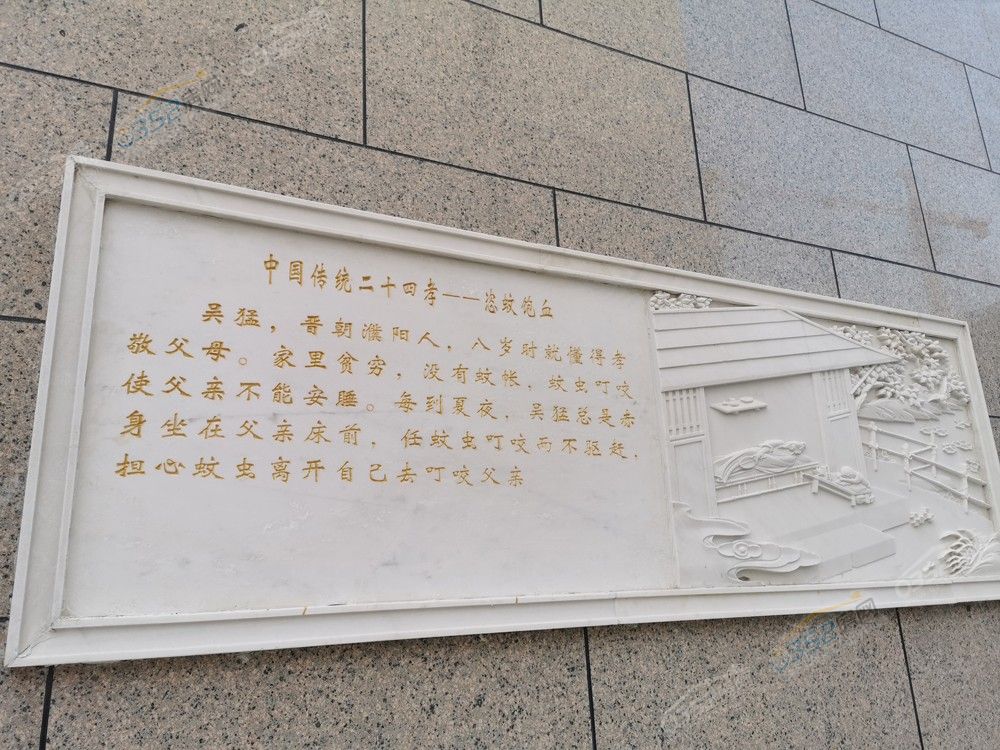 中国传统二十四孝——恣蚊饱血
吴猛，晋朝濮阳人，八岁时就懂得孝
敬父母。家里贫穷，没有蚊帐，蚊虫叮咬
使父亲不能安睡。每到夏夜，吴猛总是赤
身坐在父亲床前，任蚊虫叮咬而不驱赶，
担心蚊虫离开自己去叮咬父亲